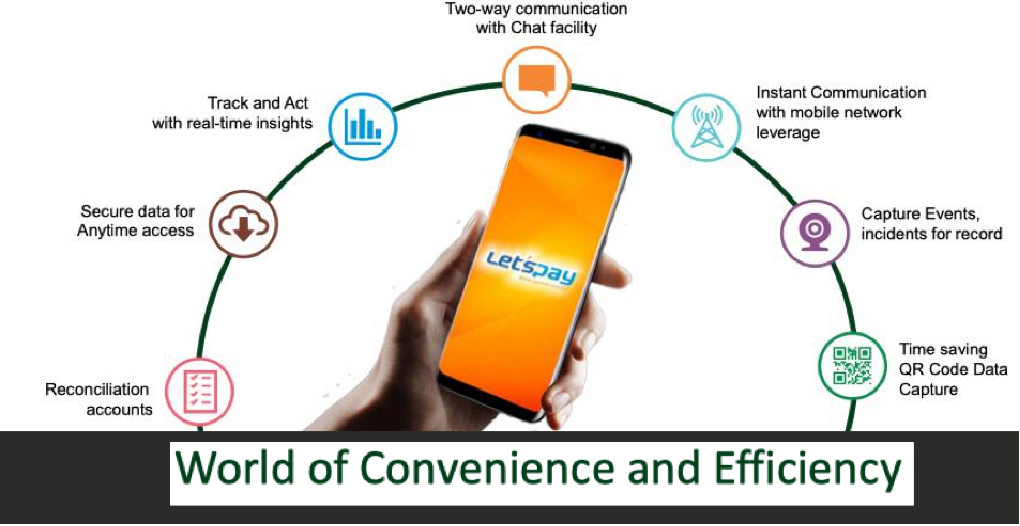 Two-way communication
with Chat facility
Track and Act
with real-time insights
Instant Communication
with mobile network
leverage
Secure data for
Anytime access
Capture Events,
incidents for record
Letspay
Reconciliation
accounts
Time saving
QR Code Data
Capture
World of Convenience and Efficiency